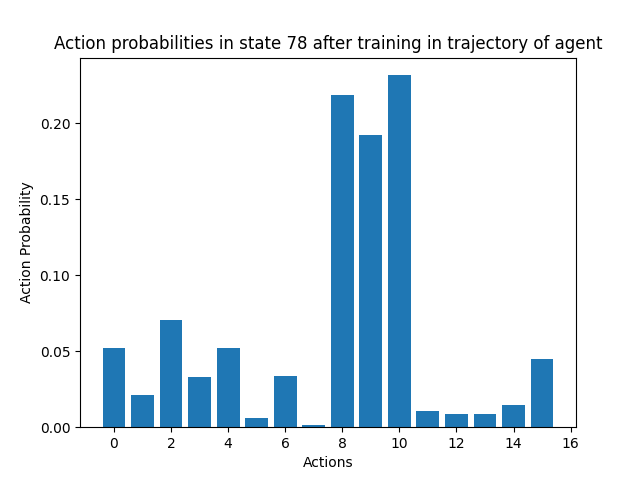 Action probabilities in state 78 after training in trajectory of agent
0.20
0.15
0.10
0.05
0.00
Action Probability
0 2 4 6 8 10 12 14 16
Actions